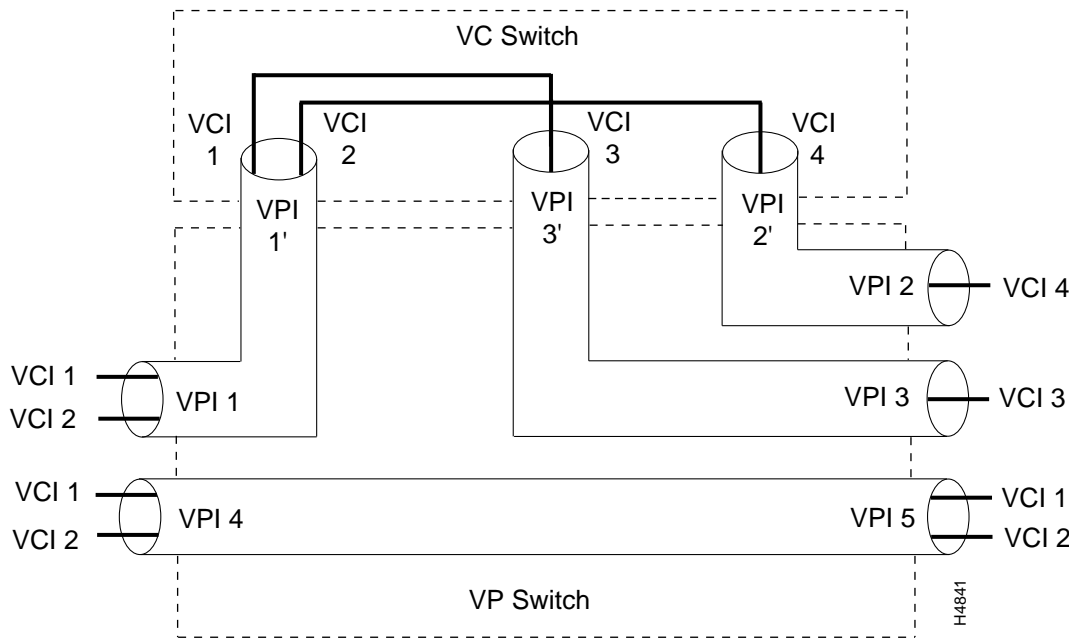 VC Switch
VCI
1
VCI
2
VCI
3
VCI
4
VPI
1'
VPI
3'
VPI
2'
VPI 2
VCI 4
VCI 1
VCI 2
VPI 1
VPI 3
VCI 3
VCI 1
VCI 2
VPI 4
VPI 5
VCI 1
VCI 2
VP Switch
H4841